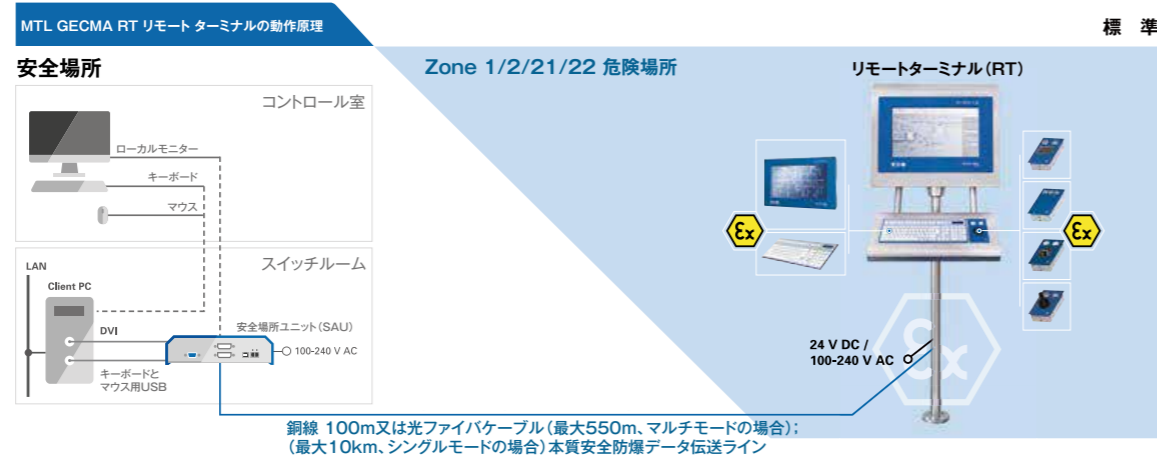 MTL GECMA RT リモート ターミナルの動作原理
標 準
安全場所
Zone 1/2/21/22 危険場所
リモートターミナル（RT）
コントロール室
ローカルモニター
キーボード
マウス
LAN
スイッチルーム
Client PC
DVI
安全場所ユニット（SAU）
100-240 V AC
キーボードと
マウス用USB
Ex
Ex
24 V DC /
100-240 V AC
Ex
銅線 100m又は光ファイバケーブル（最大550m、マルチモードの場合）；
（最大10km、シングルモードの場合）本質安全防爆データ伝送ライン